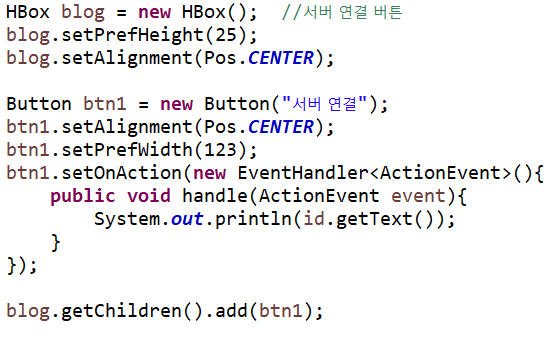 HBox blog = new HBox();  //서버 연결 버튼
blog.setPrefHeight(25);
blog.setAlignment(Pos.CENTER);
Button btn1 = new Button("서버 연결");
btn1.setAlignment(Pos.CENTER);
btn1.setPrefWidth(123);
btn1.setOnAction(new EventHandler<ActionEvent>(){
    public void handle(ActionEvent event){
        System.out.println(id.getText());
    }
});
blog.getChildren().add(btn1);